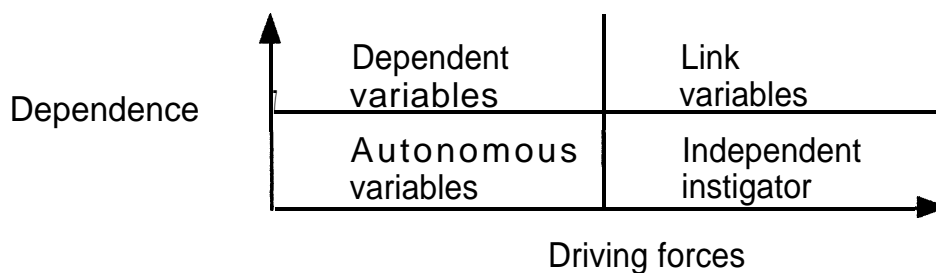 Dependent
variables
Link
variables
Dependence
Autonomous
variables
Independent
instigator
Driving forces